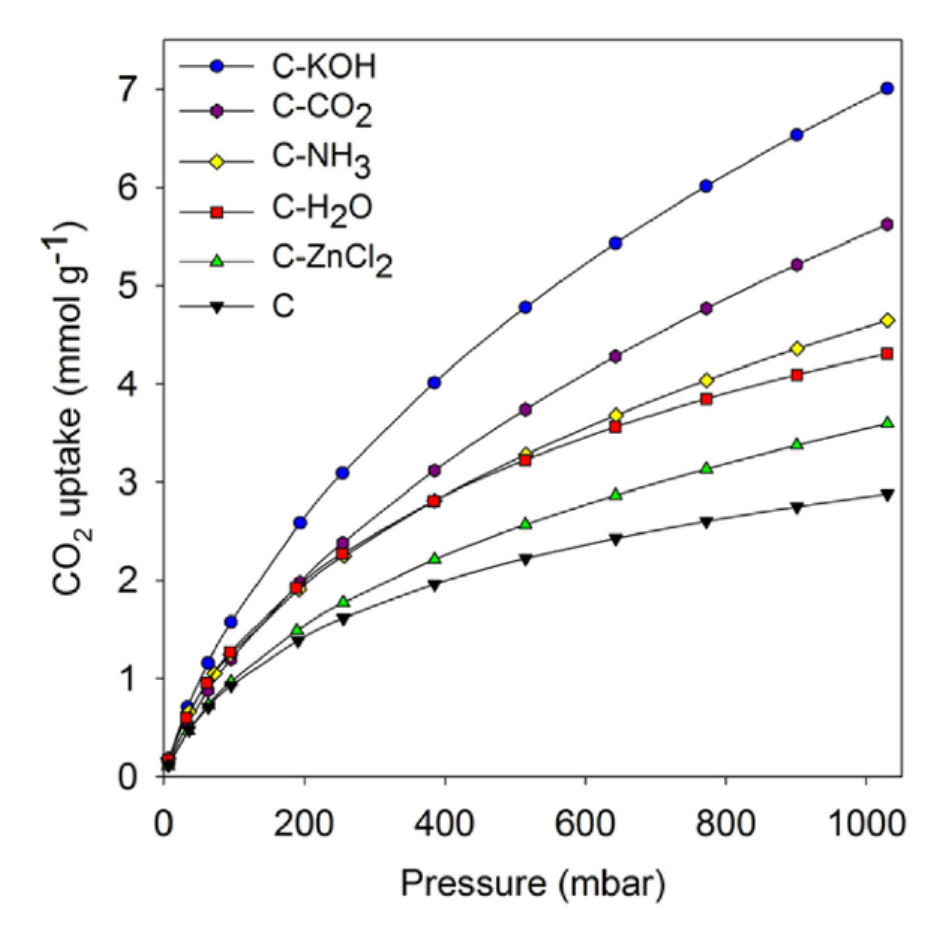 C-KOH
C-CO₂
C-NH₃
C-H₂O
C-ZnCl₂
C
7
6
5
4
3
2
1
0
CO₂ uptake (mmol g⁻¹)
0 200 400 600 800 1000
Pressure (mbar)